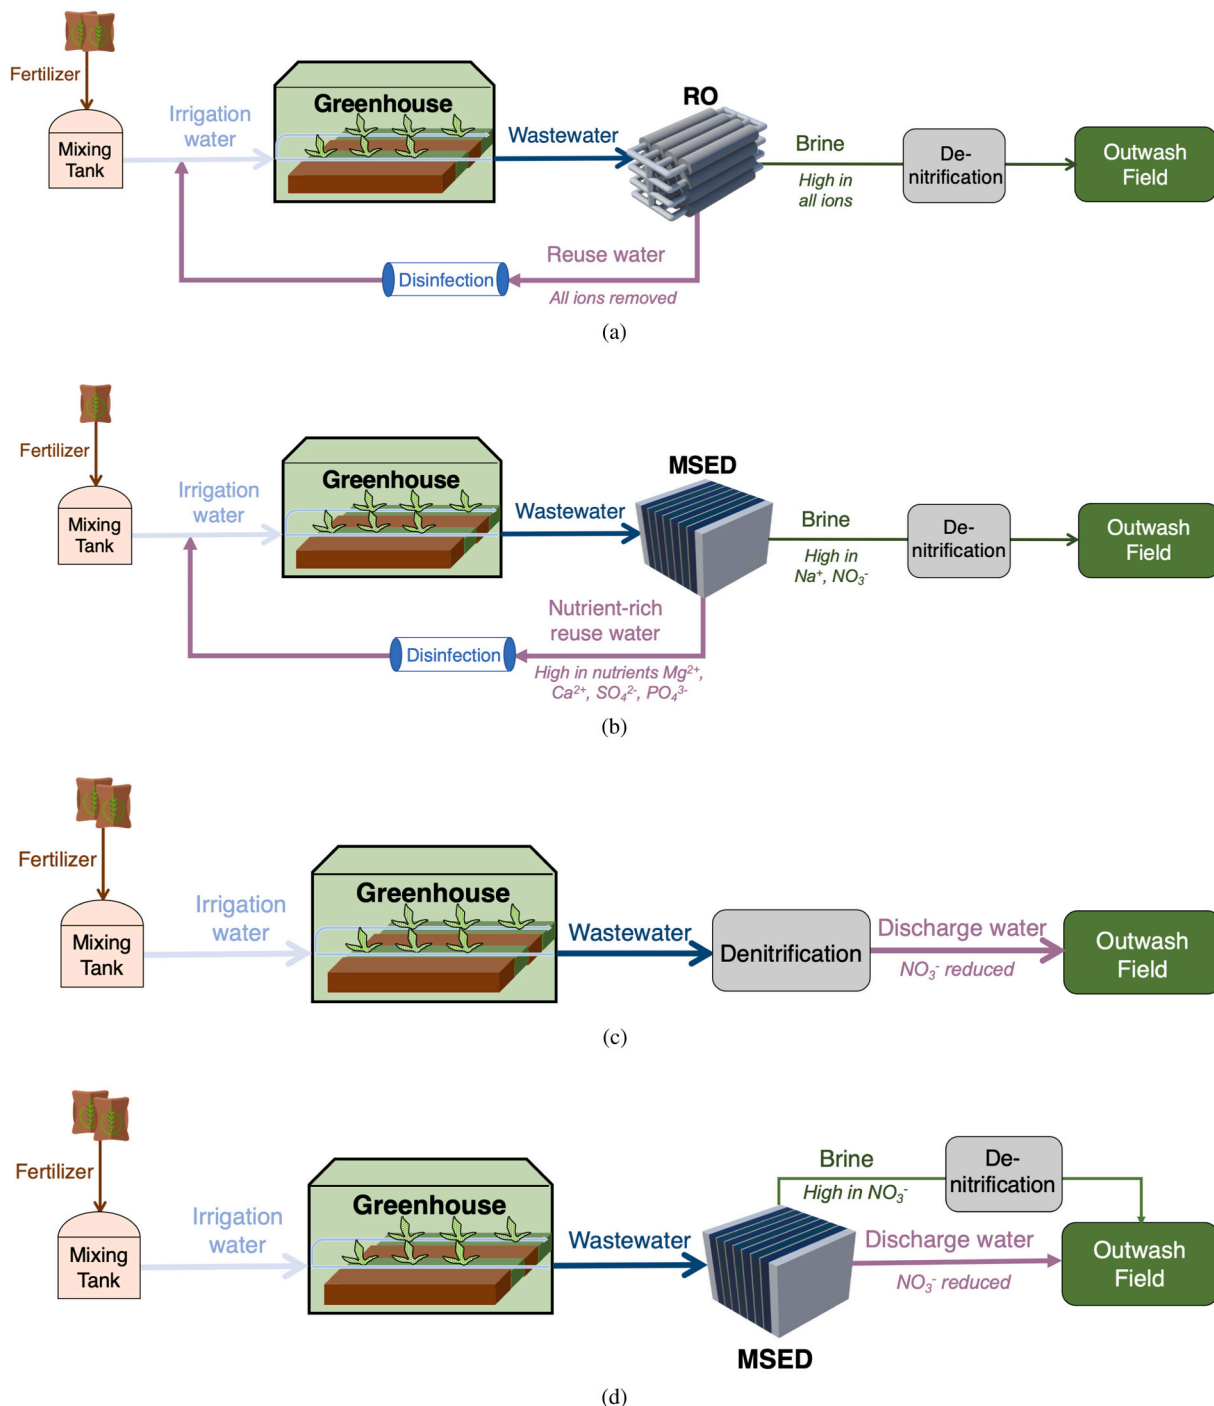 Fertilizer
Mixing
Tank
Irrigation
water
Greenhouse
Wastewater
RO
Brine
High in
all ions
De-
nitrification
Outwash
Field
Reuse water
All ions removed
Disinfection
(a)
Fertilizer
Mixing
Tank
Irrigation
water
Greenhouse
Wastewater
MSED
Brine
High in
Na⁺, NO₃⁻
De-
nitrification
Outwash
Field
Nutrient-rich
reuse water
High in nutrients Mg²⁺,
Ca²⁺, SO₄²⁻, PO₄³⁻
Disinfection
(b)
Fertilizer
Mixing
Tank
Irrigation
water
Greenhouse
Wastewater
Denitrification
Discharge water
NO₃⁻ reduced
Outwash
Field
(c)
Fertilizer
Mixing
Tank
Irrigation
water
Greenhouse
Wastewater
MSED
Brine
High in NO₃⁻
De-
nitrification
Discharge water
NO₃⁻ reduced
Outwash
Field
(d)